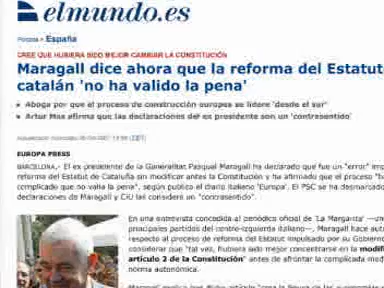 elmundo.es
Portada > España
CREE QUE HUBIERA SIDO MEJOR CAMBIAR LA CONSTITUCIÓN
Maragall dice ahora que la reforma del Estatut
catalán 'no ha valido la pena'
Aboga por que el proceso de construcción europea se lidere 'desde el sur'
Artur Mas afirma que las declaraciones del ex presidente son un 'contrasentido'
EUROPA PRESS
BARCELONA.- El ex presidente de la Generalitat Pasqual Maragall ha declarado que fue un "error"
reforma del Estatut de Cataluña sin modificar antes la Constitución y ha afirmado que el proceso
complicado que no valía la pena", según publica el diario italiano 'Europa'. El PSC se ha desmarcado
declaraciones de Maragall y CiU las consideró un "contrasentido".
En una entrevista concedida al periódico oficial de 'La Margarita'
principales partidos del centro-izquierda italiano—, Maragall hace
respecto al proceso de reforma del Estatut impulsado por su Gobierno
considerar que "tal vez, hubiera sido mejor concentrarse en la
artículo 2 de la Constitución" antes de afrontar la complicada
norma autonómica.